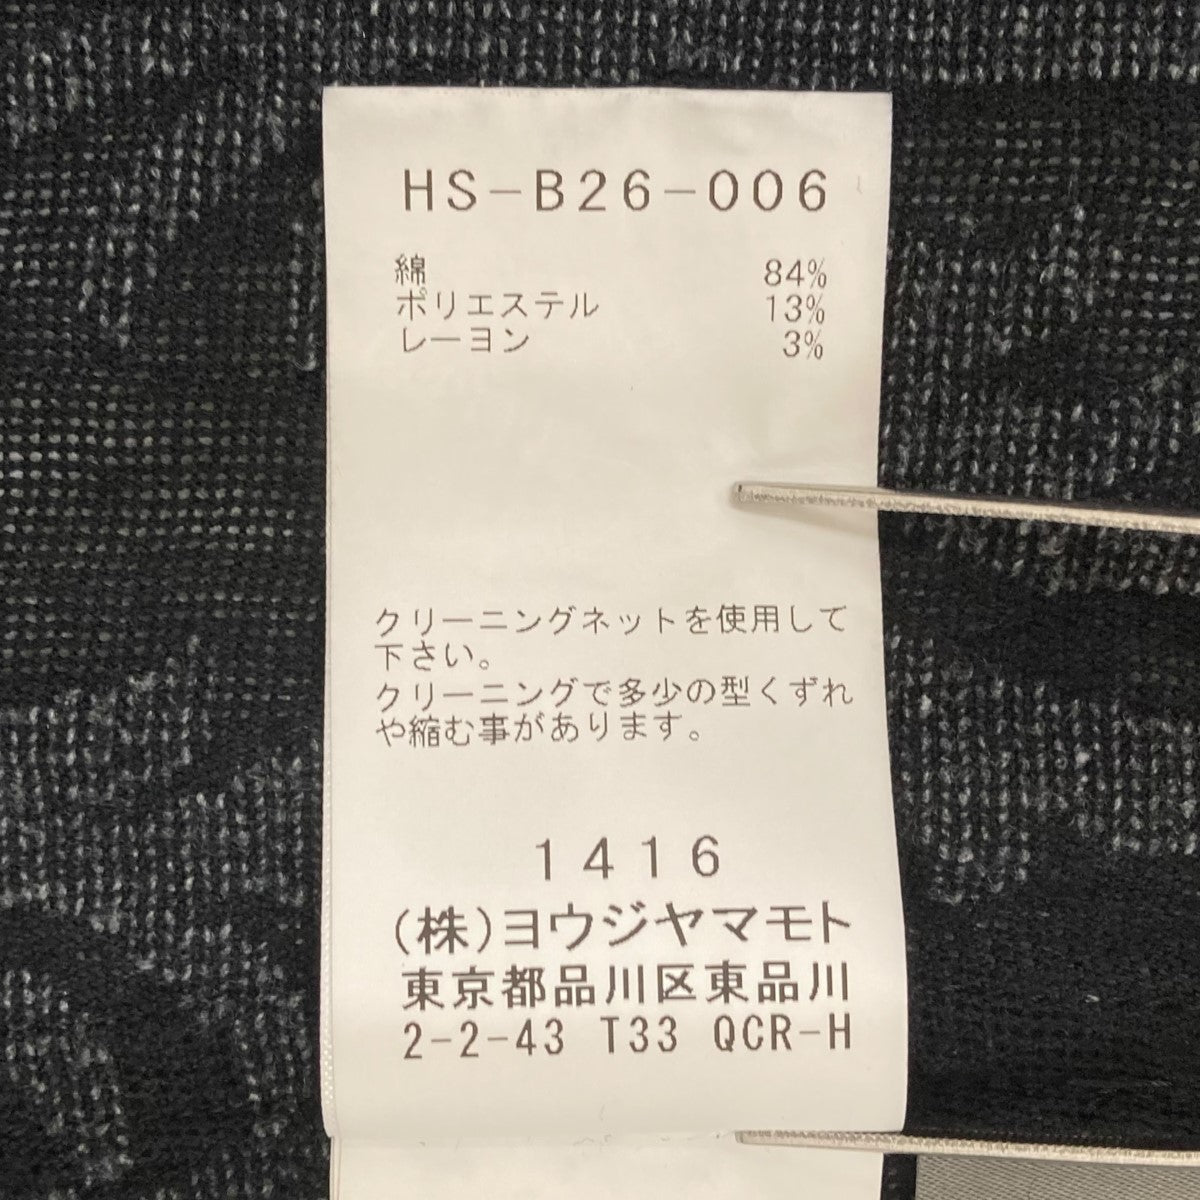 HS-B26-006
綿 84%
ポリエステル 13%
レーヨン 3%
クリーニングネットを使用して
下さい。
クリーニングで多少の型くずれ
や縮む事があります。
1416
(株)ヨウジヤマモト
東京都品川区東品川
2-2-43 T33 QCR-H